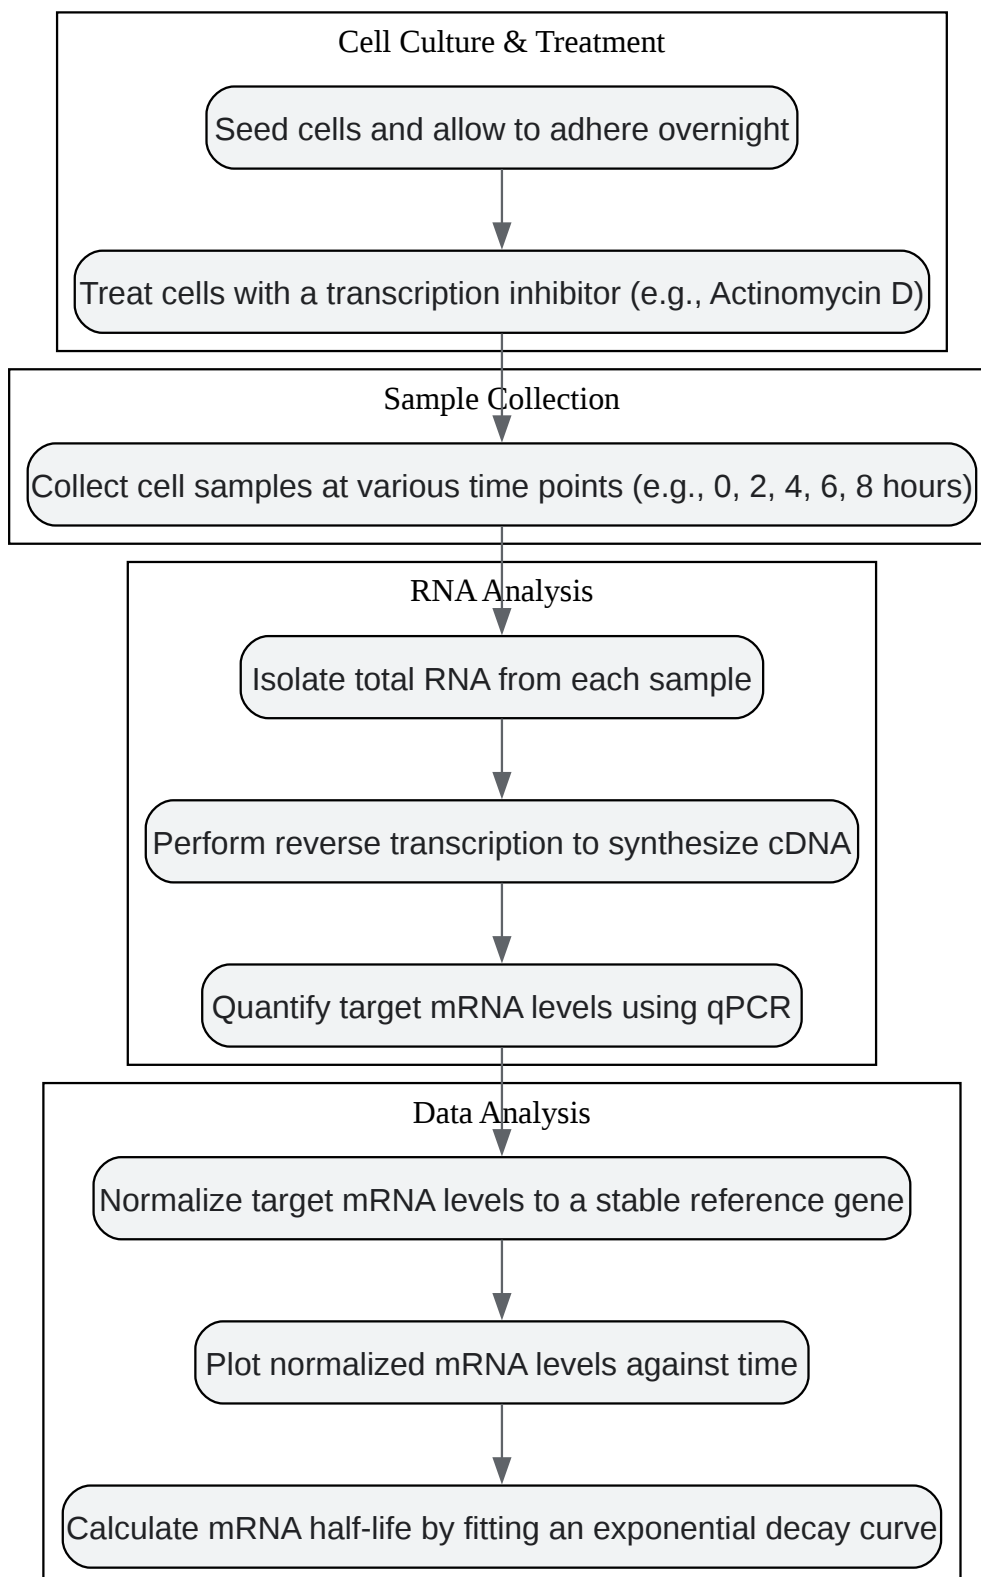 Cell Culture & Treatment
Seed cells and allow to adhere overnight
Treat cells with a transcription inhibitor (e.g., Actinomycin D)
Sample Collection
Collect cell samples at various time points (e.g., 0, 2, 4, 6, 8 hours)
RNA Analysis
Isolate total RNA from each sample
Perform reverse transcription to synthesize cDNA
Quantify target mRNA levels using qPCR
Data Analysis
Normalize target mRNA levels to a stable reference gene
Plot normalized mRNA levels against time
Calculate mRNA half-life by fitting an exponential decay curve